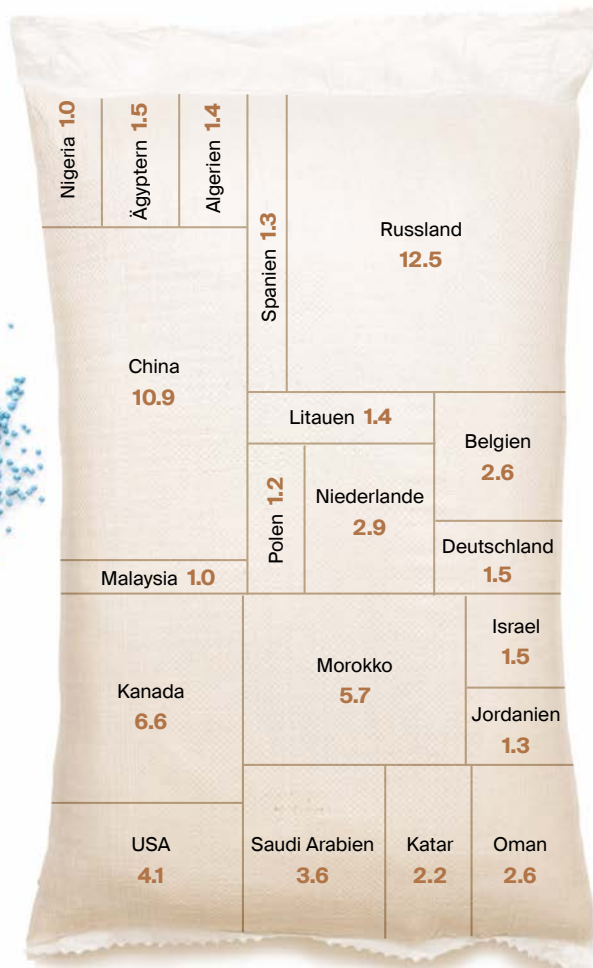 Nigeria 1.0
Ägyptern 1.5
Algerien 1.4
Spanien 1.3
Russland
12.5
China
10.9
Litauen 1.4
Belgien
2.6
Polen 1.2
Niederlande
2.9
Deutschland
1.5
Malaysia 1.0
Kanada
6.6
Morokko
5.7
Israel
1.5
Jordanien
1.3
USA
4.1
Saudi Arabien
3.6
Katar
2.2
Oman
2.6